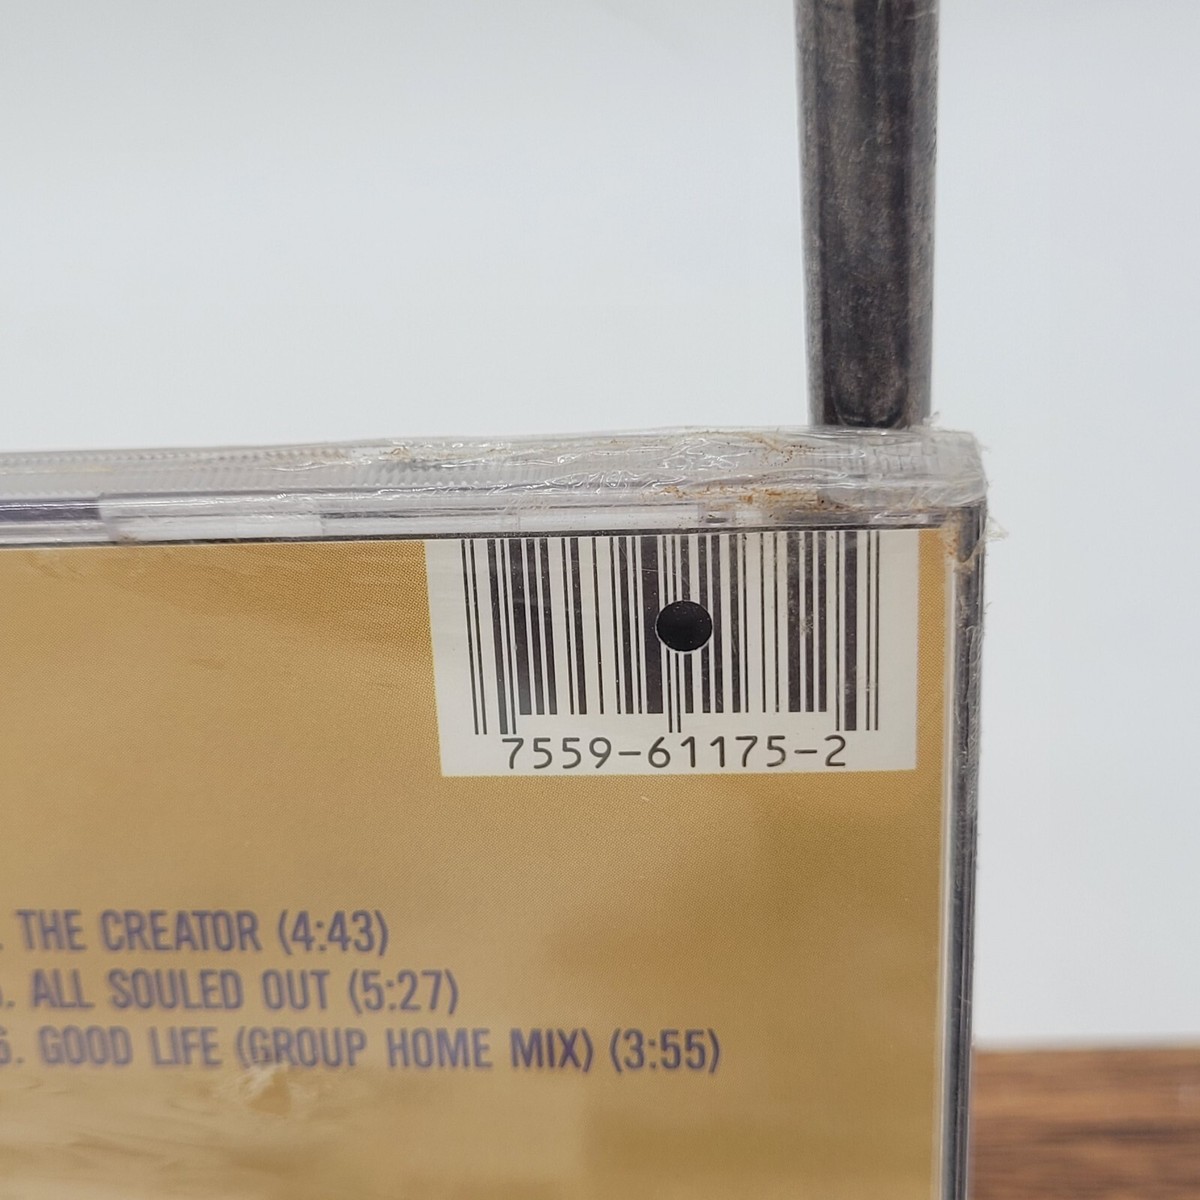 7559-61175-2
. THE CREATOR (4:43)
. ALL SOULED OUT (5:27)
6. GOOD LIFE (GROUP HOME MIX) (3:55)